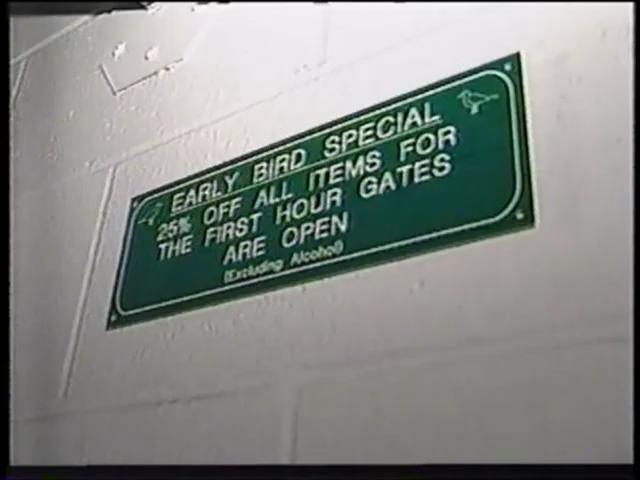 EARLY BIRD SPECIAL
25% OFF ALL ITEMS FOR
THE FIRST HOUR GATES
ARE OPEN
(Excluding Alcohol)